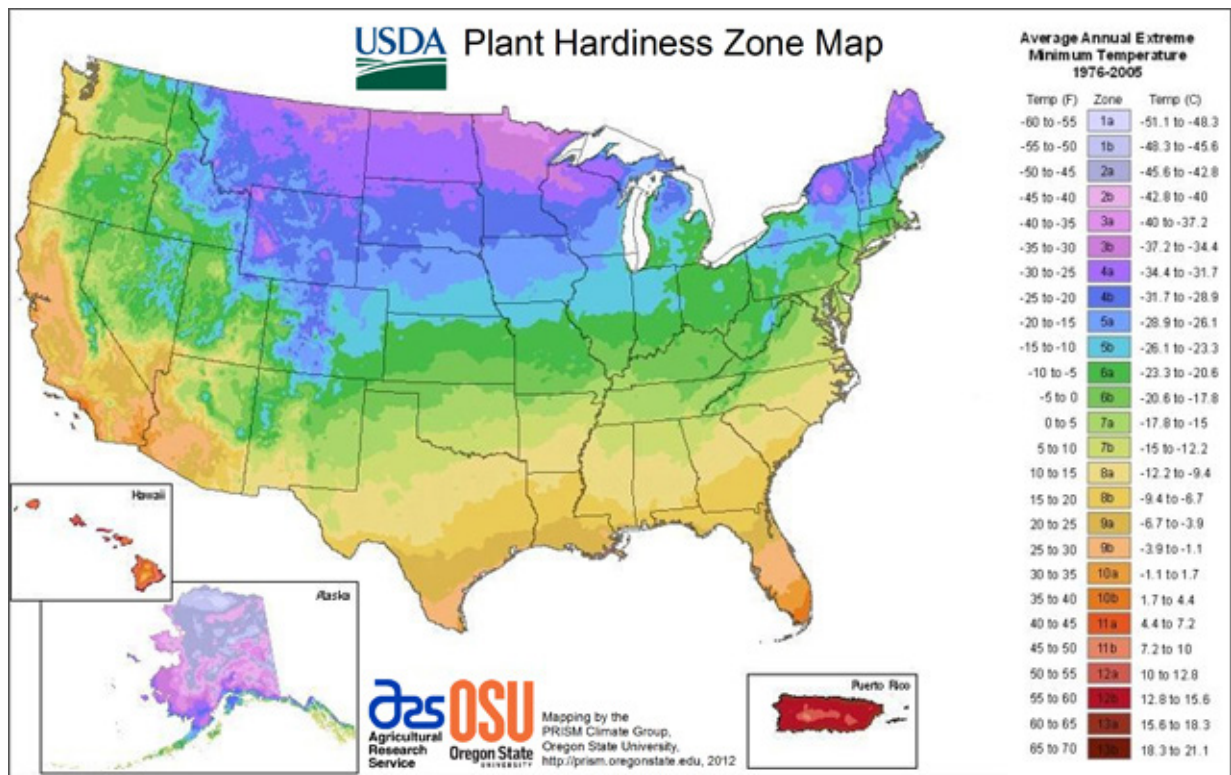 USDA Plant Hardiness Zone Map
Average Annual Extreme
Minimum Temperature
1976-2005
Temp (F) Zone Temp (C)
-60 to -55 1a -51.1 to -48.3
-55 to -50 1b -48.3 to -45.6
-50 to -45 2a -45.6 to -42.8
-45 to -40 2b -42.8 to -40
-40 to -35 3a -40 to -37.2
-35 to -30 3b -37.2 to -34.4
-30 to -25 4a -34.4 to -31.7
-25 to -20 4b -31.7 to -28.9
-20 to -15 5a -28.9 to -26.1
-15 to -10 5b -26.1 to -23.3
-10 to -5 6a -23.3 to -20.6
-5 to 0 6b -20.6 to -17.8
0 to 5 7a -17.8 to -15
5 to 10 7b -15 to -12.2
10 to 15 8a -12.2 to -9.4
15 to 20 8b -9.4 to -6.7
20 to 25 9a -6.7 to -3.9
25 to 30 9b -3.9 to -1.1
30 to 35 10a -1.1 to 1.7
35 to 40 10b 1.7 to 4.4
40 to 45 11a 4.4 to 7.2
45 to 50 11b 7.2 to 10
50 to 55 12a 10 to 12.8
55 to 60 12b 12.8 to 15.6
60 to 65 13a 15.6 to 18.3
65 to 70 13b 18.3 to 21.1
Hawaii
Alaska
Puerto Rico
ars
Agricultural
Research
Service
OSU
Oregon State
UNIVERSITY
Mapping by the
PRISM Climate Group,
Oregon State University,
http://prism.oregonstate.edu, 2012